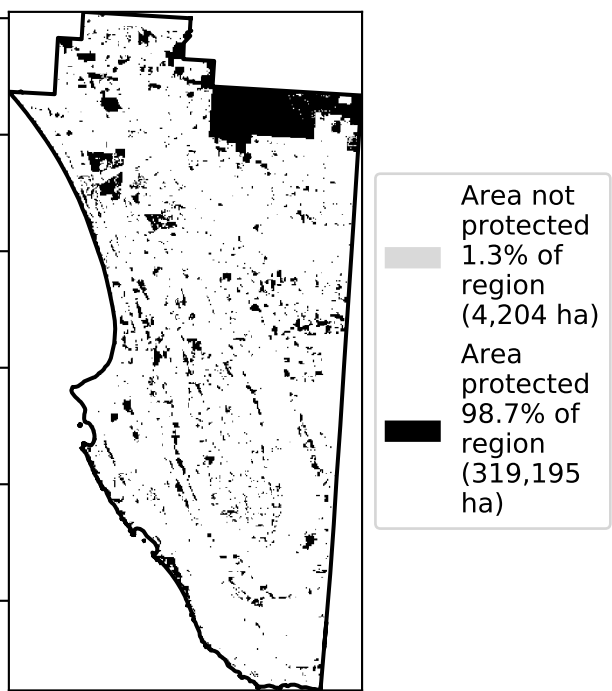 Area not
protected
1.3% of
region
(4,204 ha)
Area
protected
98.7% of
region
(319,195
ha)